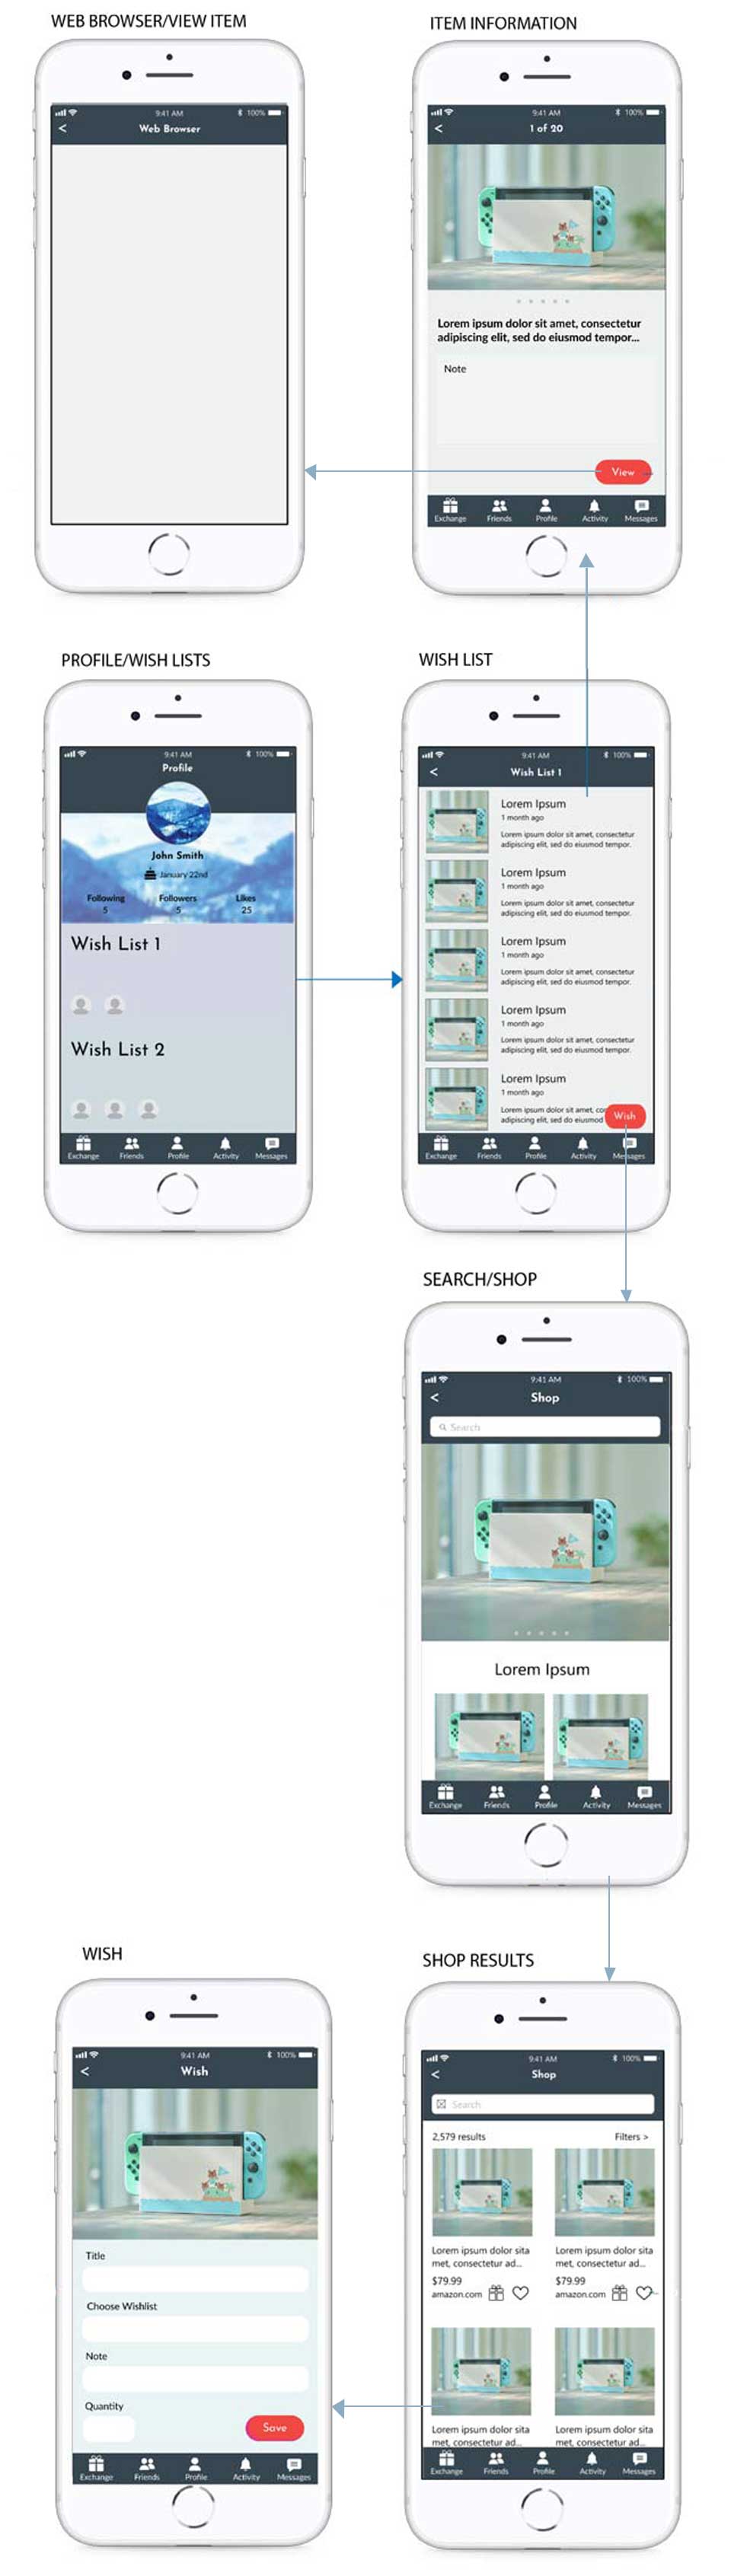 WEB BROWSER/VIEW ITEM
9:41 AM
100%
<
Web Browser
ITEM INFORMATION
9:41 AM
100%
<
1 of 20
Lorem ipsum dolor sit amet, consectetur
adipiscing elit, sed do eiusmod tempor...
Note
View
Exchange Friends Profile Activity Messages
PROFILE/WISH LISTS
9:41 AM
100%
Profile
John Smith
January 22nd
Following Followers Likes
5 5 25
Wish List 1
Wish List 2
Exchange Friends Profile Activity Messages
WISH LIST
9:41 AM
100%
<
Wish List 1
Lorem Ipsum
1 month ago
Lorem ipsum dolor sit amet, consectetur
adipiscing elit, sed do eiusmod tempor.
Lorem Ipsum
1 month ago
Lorem ipsum dolor sit amet, consectetur
adipiscing elit, sed do eiusmod tempor.
Lorem Ipsum
1 month ago
Lorem ipsum dolor sit amet, consectetur
adipiscing elit, sed do eiusmod tempor.
Lorem Ipsum
1 month ago
Lorem ipsum dolor sit amet, consectetur
adipiscing elit, sed do eiusmod tempor.
Lorem Ipsum
1 month ago
Lorem ipsum dolor sit amet, co
adipiscing elit, sed do eiusmod
Wish
Exchange Friends Profile Activity Messages
SEARCH/SHOP
9:41 AM
100%
<
Shop
Search
Lorem Ipsum
Exchange Friends Profile Activity Messages
WISH
9:41 AM
100%
<
Wish
Title
Choose Wishlist
Note
Quantity
Save
Exchange Friends Profile Activity Messages
SHOP RESULTS
9:41 AM
100%
<
Shop
Search
2,579 results Filters >
Lorem ipsum dolor sita
met, consectetur ad...
$79.99
amazon.com
Lorem ipsum dolor sita
met, consectetur ad...
$79.99
amazon.com
Lorem ipsum dolor sita
met, consectetur ad...
Lorem ipsum dolor sita
met, consectetur ad...
Exchange Friends Profile Activity Messages